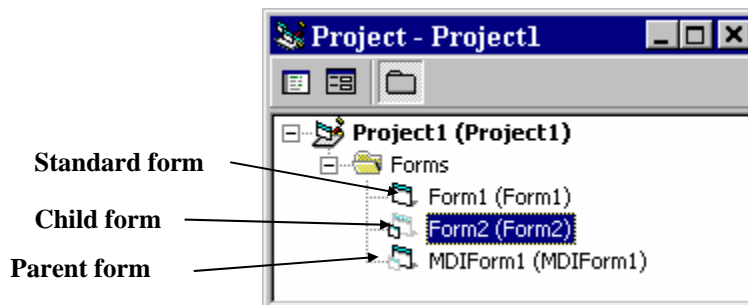 Project - Project1
Project1 (Project1)
Forms
Standard form
Form1 (Form1)
Child form
Form2 (Form2)
Parent form
MDIForm1 (MDIForm1)